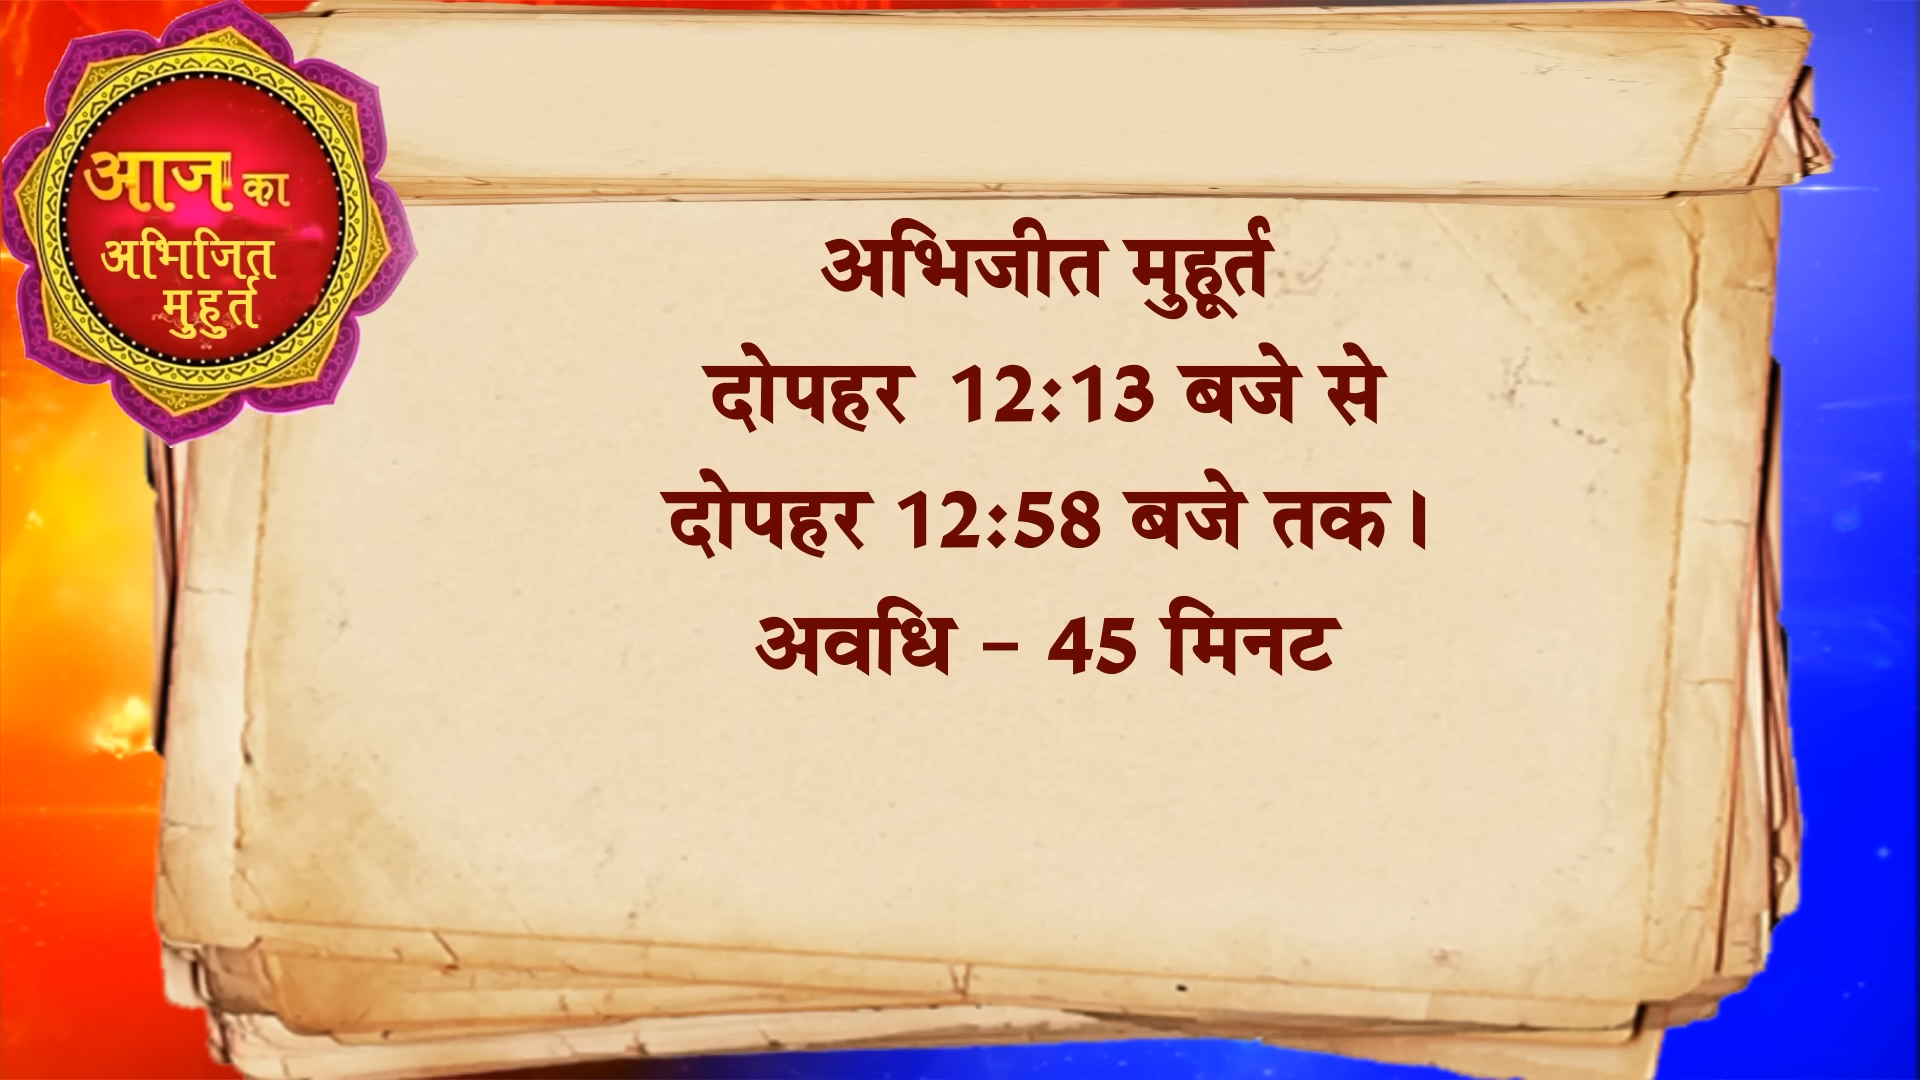 आज का
अभिजित
मुहुर्त
अभिजीत मुहूर्त
दोपहर 12:13 बजे से
दोपहर 12:58 बजे तक।
अवधि – 45 मिनट